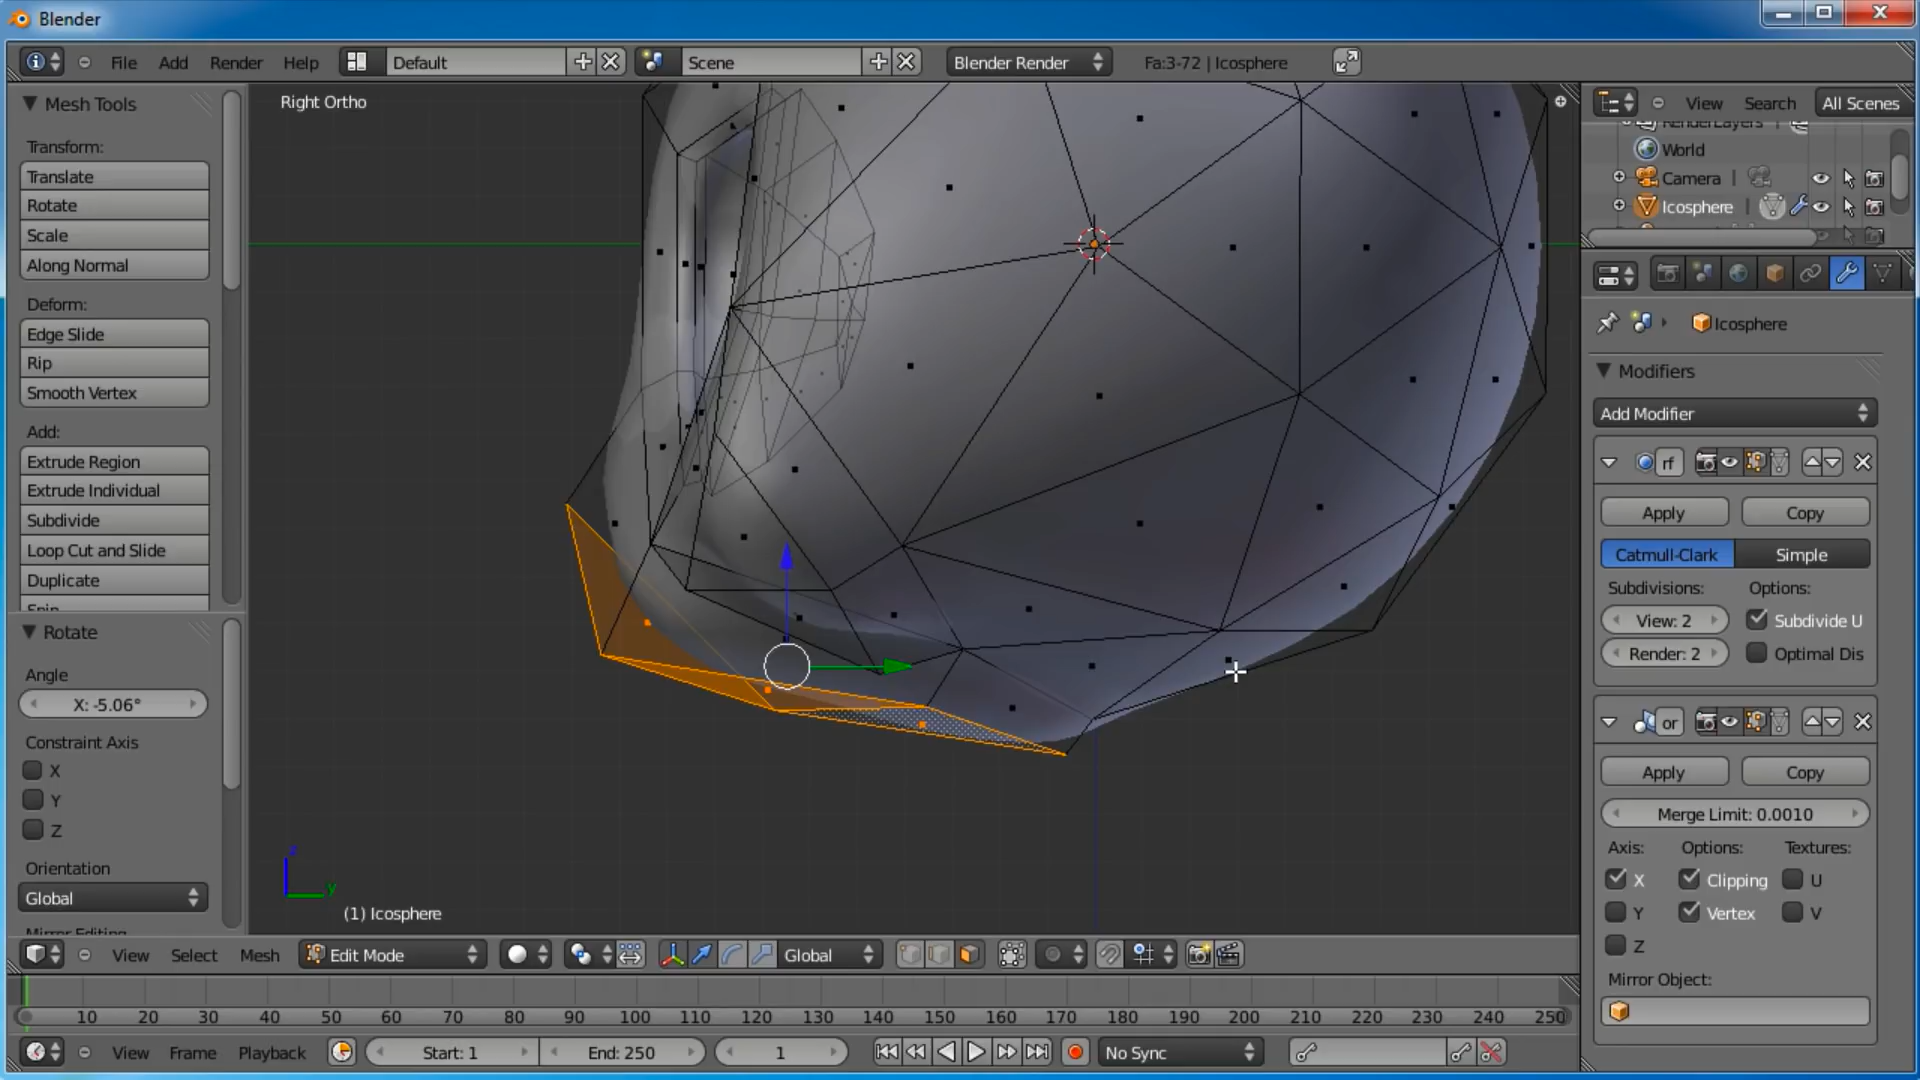 Blender
File Add Render Help Default Scene Blender Render Fa:3-72 | Icosphere
Mesh Tools
Transform:
Translate
Rotate
Scale
Along Normal
Deform:
Edge Slide
Rip
Smooth Vertex
Add:
Extrude Region
Extrude Individual
Subdivide
Loop Cut and Slide
Duplicate
Spin
Rotate
Angle
X: -5.06°
Constraint Axis
X
Y
Z
Orientation
Global
Mirror Editing
Right Ortho
z
y
(1) Icosphere
View Search All Scenes
RenderLayers
World
Camera
Icosphere
Icosphere
Modifiers
Add Modifier
rf
Apply Copy
Catmull-Clark Simple
Subdivisions: Options:
View: 2 Subdivide U
Render: 2 Optimal Dis
or
Apply Copy
Merge Limit: 0.0010
Axis: Options: Textures:
X Clipping U
Y Vertex V
Z
Mirror Object:
View Select Mesh Edit Mode Global
10 20 30 40 50 60 70 80 90 100 110 120 130 140 150 160 170 180 190 200 210 220 230 240 250
View Frame Playback Start: 1 End: 250 1 No Sync